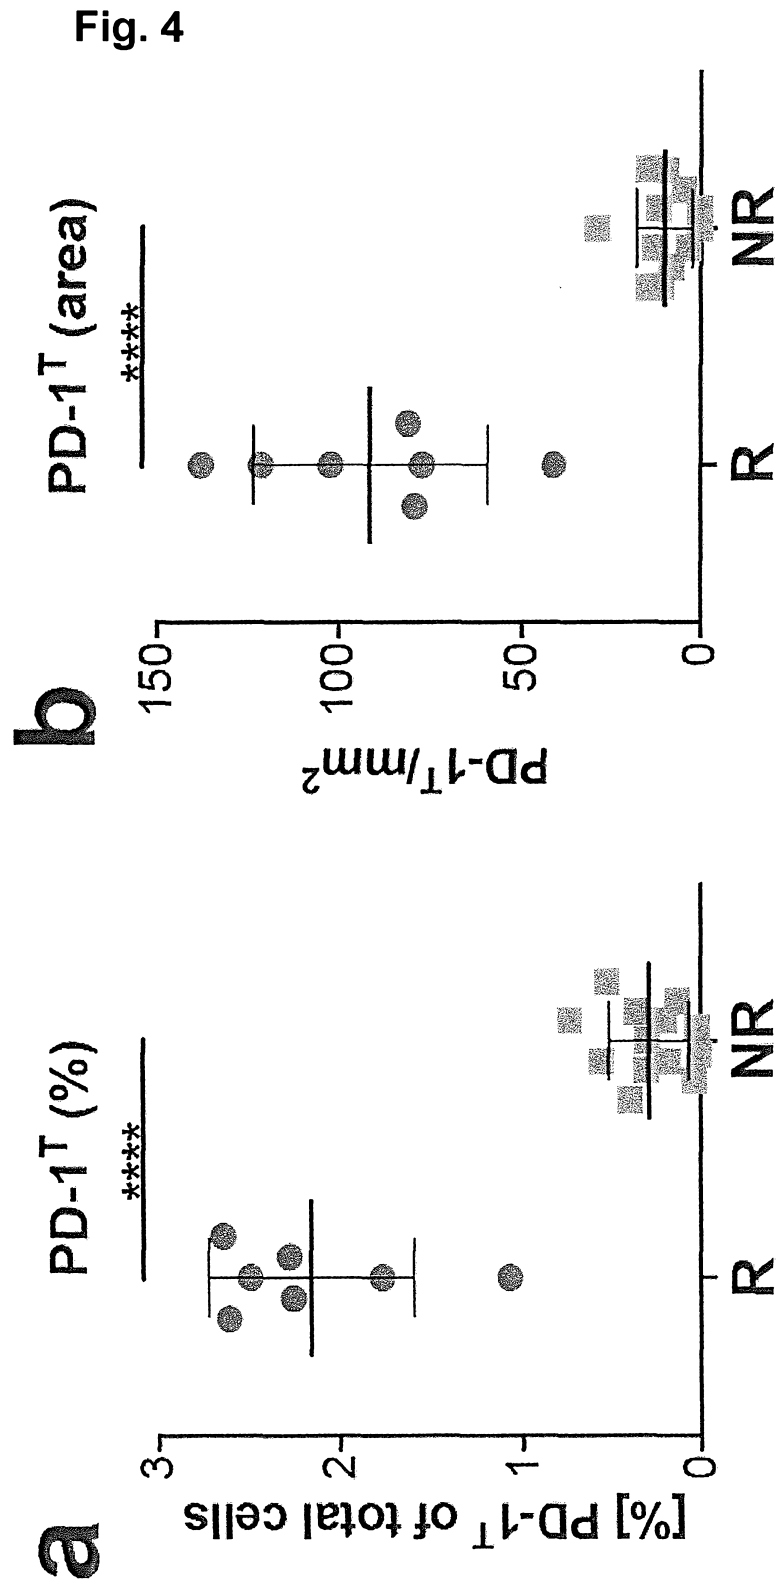 Fig. 4
a
PD-1ᵀ (%)
****
[%] PD-1ᵀ of total cells
3
2
1
0
R
NR
b
PD-1ᵀ (area)
****
PD-1ᵀ/mm²
150
100
50
0
R
NR